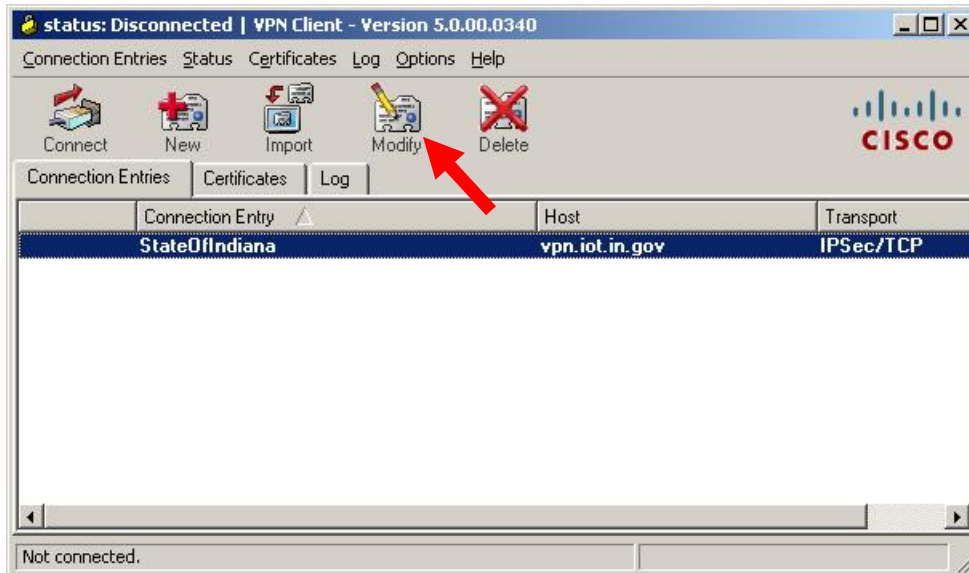 status: Disconnected | VPN Client - Version 5.0.00.0340
Connection Entries Status Certificates Log Options Help
Connect New Import Modify Delete
CISCO
Connection Entries Certificates Log
Connection Entry Host Transport
StateOfIndiana vpn.iot.in.gov IPSec/TCP
Not connected.